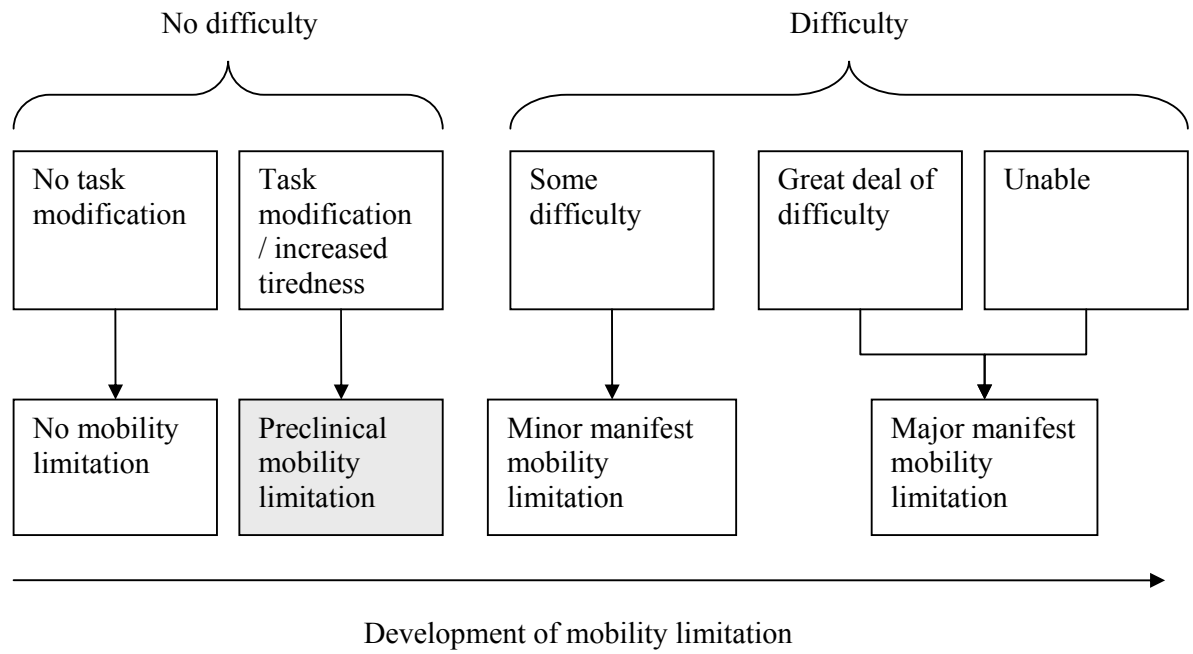 No difficulty
Difficulty
No task
modification
Task
modification
/ increased
tiredness
Some
difficulty
Great deal of
difficulty
Unable
No mobility
limitation
Preclinical
mobility
limitation
Minor manifest
mobility
limitation
Major manifest
mobility
limitation
Development of mobility limitation